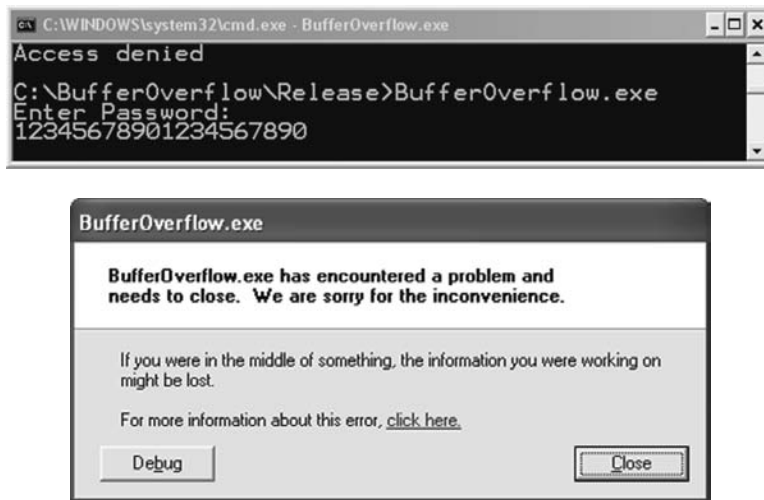 C:\WINDOWS\system32\cmd.exe - BufferOverflow.exe
Access denied
C:\BufferOverflow\Release>BufferOverflow.exe
Enter Password:
12345678901234567890
BufferOverflow.exe
BufferOverflow.exe has encountered a problem and
needs to close. We are sorry for the inconvenience.
If you were in the middle of something, the information you were working on
might be lost.
For more information about this error, click here.
Debug
Close